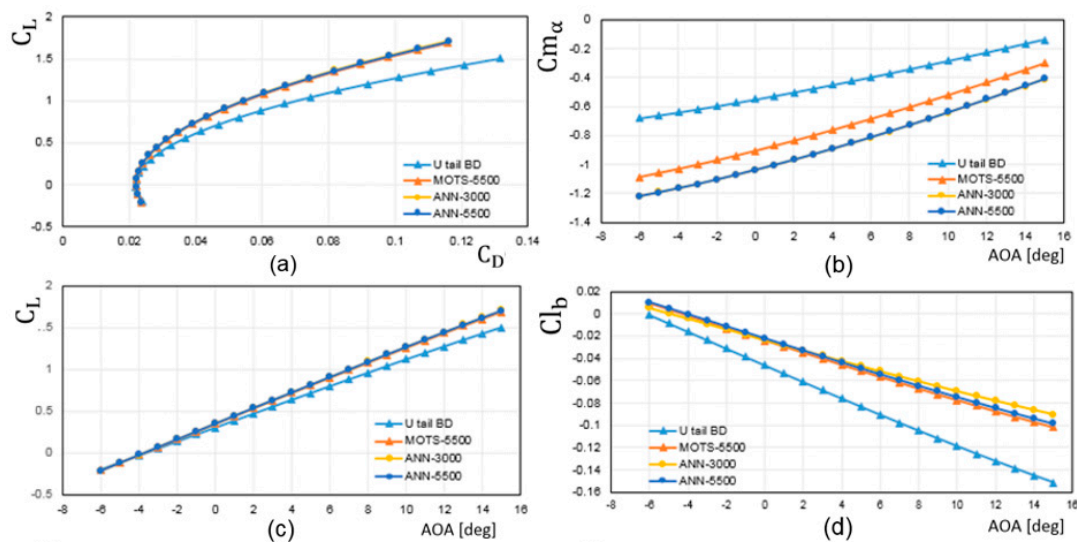 C_L
2
1.5
1
0.5
0
-0.5
0 0.02 0.04 0.06 0.08 0.1 0.12 0.14
U tail BD
MOTS-5500
ANN-3000
ANN-5500
(a)
C_D
Cm_α
0
-0.2
-0.4
-0.6
-0.8
-1
-1.2
-1.4
-8 -6 -4 -2 0 2 4 6 8 10 12 14 16
U tail BD
MOTS-5500
ANN-3000
ANN-5500
(b)
AOA [deg]
C_L
2
.5
1
0.5
0
-0.5
-8 -6 -4 -2 0 2 4 6 8 10 12 14 16
U tail BD
MOTS-5500
ANN-3000
ANN-5500
(c)
AOA [deg]
Cl_b
0.02
0
-0.02
-0.04
-0.06
-0.08
-0.1
-0.12
-0.14
-0.16
-8 -6 -4 -2 0 2 4 6 8 10 12 14 16
U tail BD
MOTS-5500
ANN-3000
ANN-5500
(d)
AOA [deg]